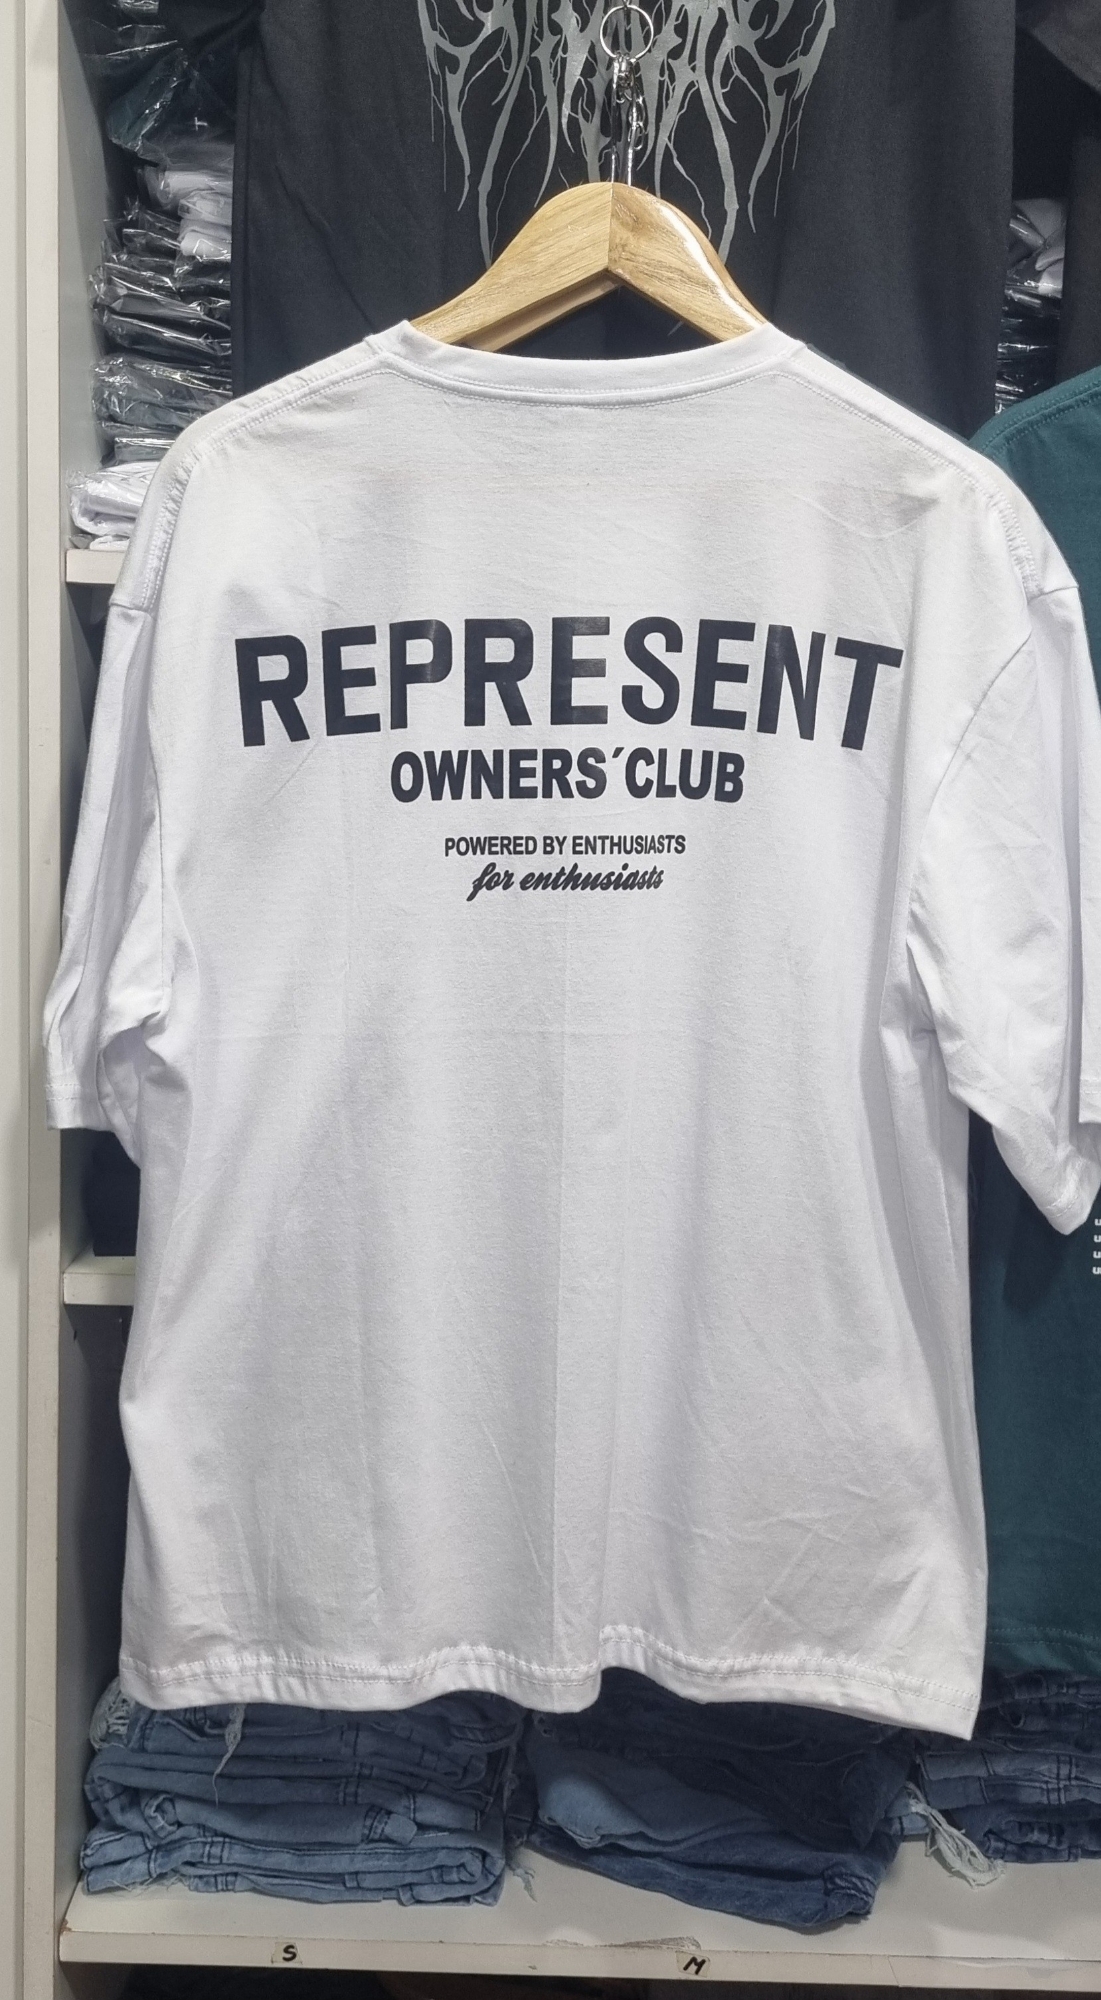 REPRESENT
OWNERS´CLUB
POWERED BY ENTHUSIASTS
for enthusiasts
S
M